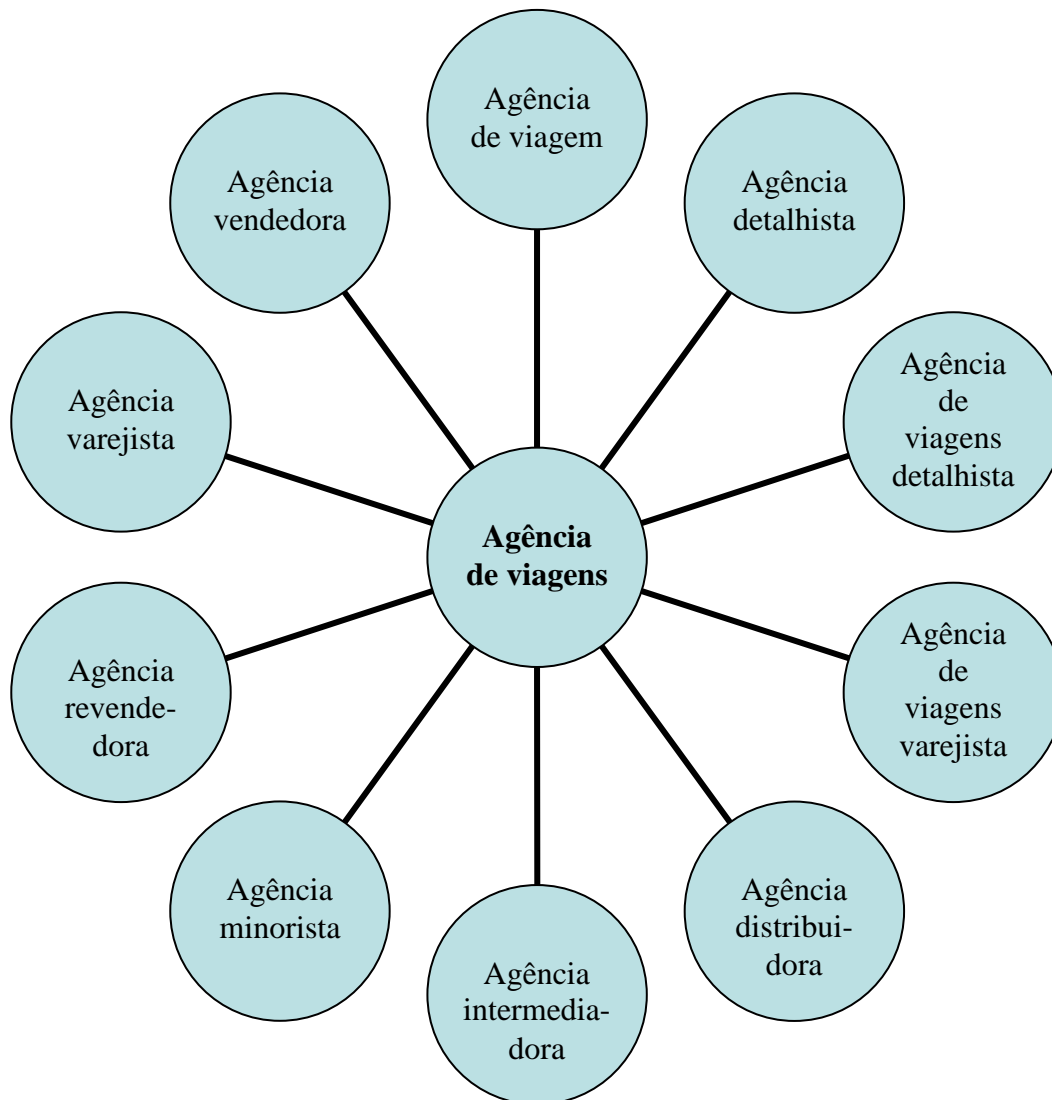 Agência
de viagem
Agência
detalhista
Agência
de
viagens
detalhista
Agência
de
viagens
varejista
Agência
distribui-
dora
Agência
intermedia-
dora
Agência
minorista
Agência
revende-
dora
Agência
varejista
Agência
vendedora
Agência
de viagens